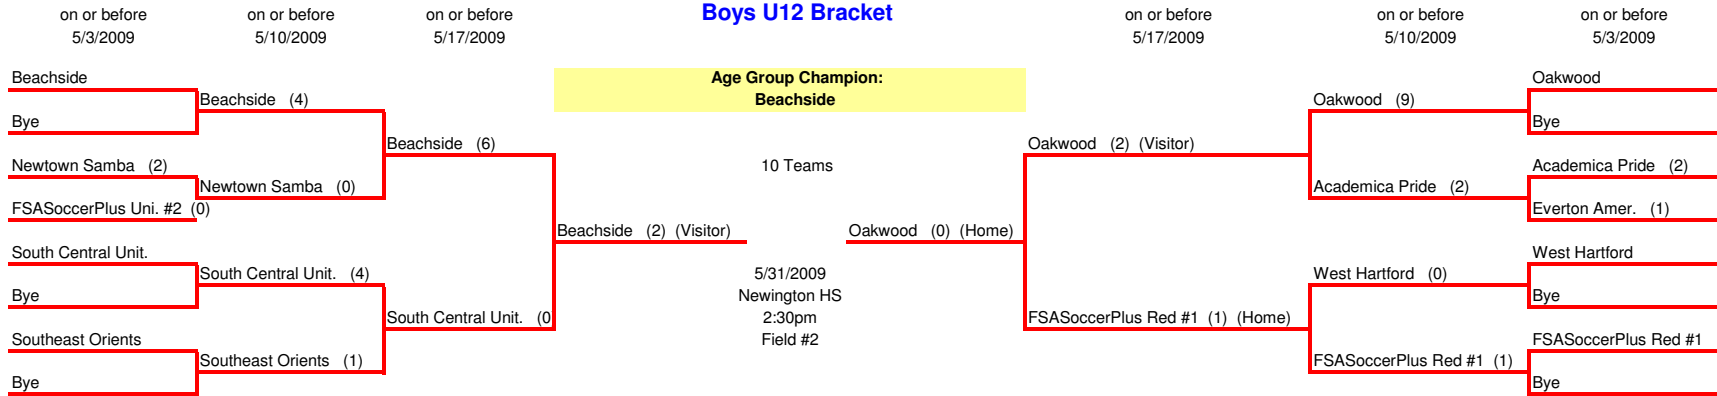 Boys U12 Bracket
on or before
5/3/2009
on or before
5/10/2009
on or before
5/17/2009
on or before
5/17/2009
on or before
5/10/2009
on or before
5/3/2009
Age Group Champion:
Beachside
Beachside
Bye
Newtown Samba (2)
FSASoccerPlus Uni. #2 (0)
South Central Unit.
Bye
Southeast Orients
Bye
Beachside (4)
Newtown Samba (0)
South Central Unit. (4)
Southeast Orients (1)
Beachside (6)
South Central Unit. (0
Beachside (2) (Visitor)
10 Teams
5/31/2009
Newington HS
2:30pm
Field #2
Oakwood (0) (Home)
Oakwood (2) (Visitor)
FSASoccerPlus Red #1 (1) (Home)
Oakwood (9)
Academica Pride (2)
West Hartford (0)
FSASoccerPlus Red #1 (1)
Oakwood
Bye
Academica Pride (2)
Everton Amer. (1)
West Hartford
Bye
FSASoccerPlus Red #1
Bye